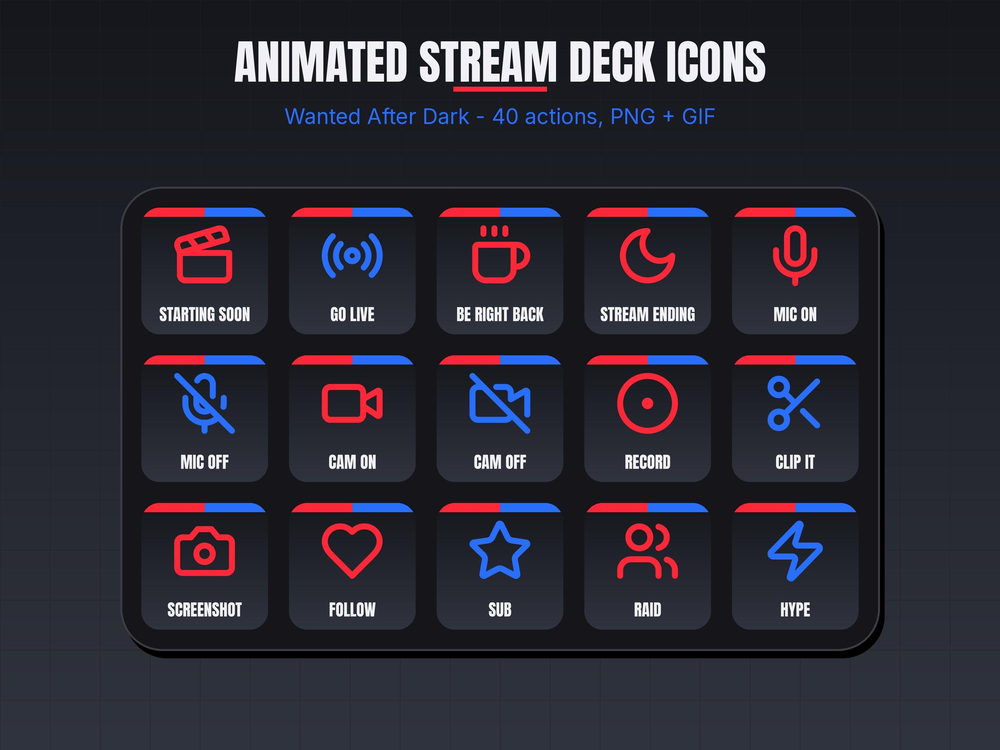 ANIMATED STREAM DECK ICONS
Wanted After Dark - 40 actions, PNG + GIF
STARTING SOON
GO LIVE
BE RIGHT BACK
STREAM ENDING
MIC ON
MIC OFF
CAM ON
CAM OFF
RECORD
CLIP IT
SCREENSHOT
FOLLOW
SUB
RAID
HYPE